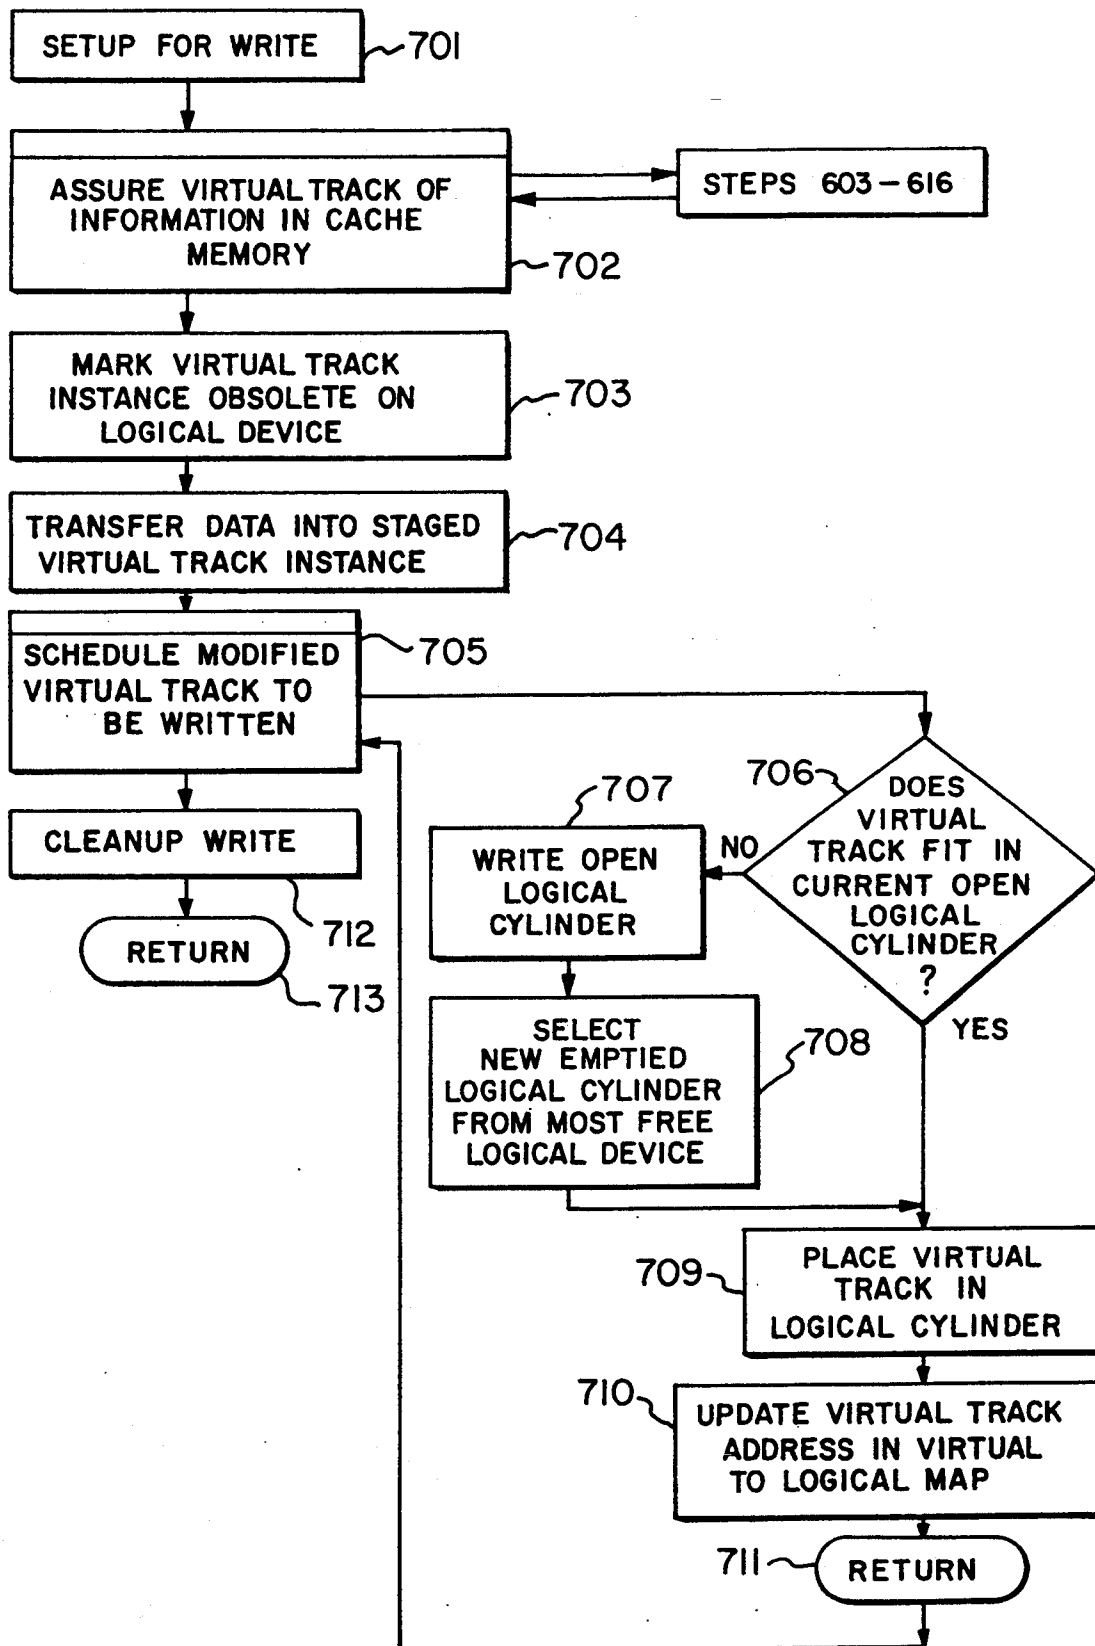 SETUP FOR WRITE
701
ASSURE VIRTUAL TRACK OF
INFORMATION IN CACHE
MEMORY
702
STEPS 603-616
MARK VIRTUAL TRACK
INSTANCE OBSOLETE ON
LOGICAL DEVICE
703
TRANSFER DATA INTO STAGED
VIRTUAL TRACK INSTANCE
704
SCHEDULE MODIFIED
VIRTUAL TRACK TO
BE WRITTEN
705
706
DOES
VIRTUAL
TRACK FIT IN
CURRENT OPEN
LOGICAL
CYLINDER
?
NO
YES
707
WRITE OPEN
LOGICAL
CYLINDER
708
SELECT
NEW EMPTIED
LOGICAL CYLINDER
FROM MOST FREE
LOGICAL DEVICE
709
PLACE VIRTUAL
TRACK IN
LOGICAL CYLINDER
710
UPDATE VIRTUAL TRACK
ADDRESS IN VIRTUAL
TO LOGICAL MAP
711
RETURN
CLEANUP WRITE
712
RETURN
713